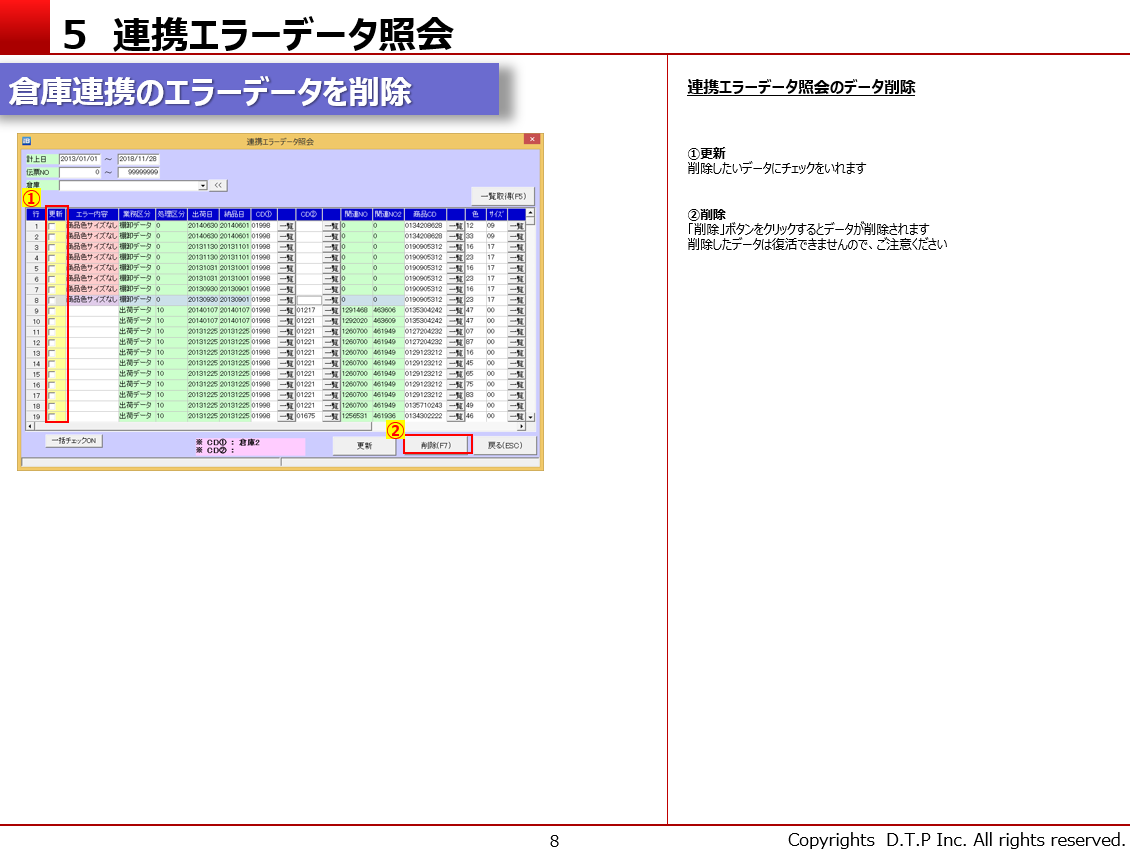 5 連携エラーデータ照会
倉庫連携のエラーデータを削除
連携エラーデータ照会
計上日 2013/01/01 ～ 2018/11/28
伝票NO 0 ～ 99999999
倉庫 <<
①
一覧取得(F5)
行 更新 エラー内容 業務区分 処理区分 出荷日 納品日 CD① CD② 関連NO 関連NO2 商品CD 色 サイズ
1 商品色サイズなし 棚卸データ 0 20140630 20140601 01998 一覧 一覧 0 0 0134208628 一覧 12 09 一覧
2 商品色サイズなし 棚卸データ 0 20140630 20140601 01998 一覧 一覧 0 0 0134208628 一覧 33 09 一覧
3 商品色サイズなし 棚卸データ 0 20131130 20131101 01998 一覧 一覧 0 0 0190905312 一覧 16 17 一覧
4 商品色サイズなし 棚卸データ 0 20131130 20131101 01998 一覧 一覧 0 0 0190905312 一覧 23 17 一覧
5 商品色サイズなし 棚卸データ 0 20131031 20131001 01998 一覧 一覧 0 0 0190905312 一覧 16 17 一覧
6 商品色サイズなし 棚卸データ 0 20131031 20131001 01998 一覧 一覧 0 0 0190905312 一覧 23 17 一覧
7 商品色サイズなし 棚卸データ 0 20130930 20130901 01998 一覧 一覧 0 0 0190905312 一覧 16 17 一覧
8 商品色サイズなし 棚卸データ 0 20130930 20130901 01998 一覧 一覧 0 0 0190905312 一覧 23 17 一覧
9 出荷データ 10 20140107 20140107 01998 一覧 01217 一覧 1291468 463606 0135304242 一覧 47 00 一覧
10 出荷データ 10 20140107 20140107 01998 一覧 01221 一覧 1292020 463609 0135304242 一覧 47 00 一覧
11 出荷データ 10 20131225 20131225 01998 一覧 01221 一覧 1260700 461949 0127204232 一覧 07 00 一覧
12 出荷データ 10 20131225 20131225 01998 一覧 01221 一覧 1260700 461949 0127204232 一覧 87 00 一覧
13 出荷データ 10 20131225 20131225 01998 一覧 01221 一覧 1260700 461949 0129123212 一覧 16 00 一覧
14 出荷データ 10 20131225 20131225 01998 一覧 01221 一覧 1260700 461949 0129123212 一覧 45 00 一覧
15 出荷データ 10 20131225 20131225 01998 一覧 01221 一覧 1260700 461949 0129123212 一覧 65 00 一覧
16 出荷データ 10 20131225 20131225 01998 一覧 01221 一覧 1260700 461949 0129123212 一覧 75 00 一覧
17 出荷データ 10 20131225 20131225 01998 一覧 01221 一覧 1260700 461949 0129123212 一覧 83 00 一覧
18 出荷データ 10 20131225 20131225 01998 一覧 01221 一覧 1260700 461949 0135710243 一覧 49 00 一覧
19 出荷データ 10 20131225 20131225 01998 一覧 01675 一覧 1256531 461936 0134302222 一覧 46 00 一覧
②
一括チェックON
※ CD① : 倉庫2
※ CD② :
更新 削除(F7) 戻る(ESC)
連携エラーデータ照会のデータ削除
①更新
削除したいデータにチェックをいれます
②削除
「削除」ボタンをクリックするとデータが削除されます
削除したデータは復活できませんので、ご注意ください
8
Copyrights D.T.P Inc. All rights reserved.